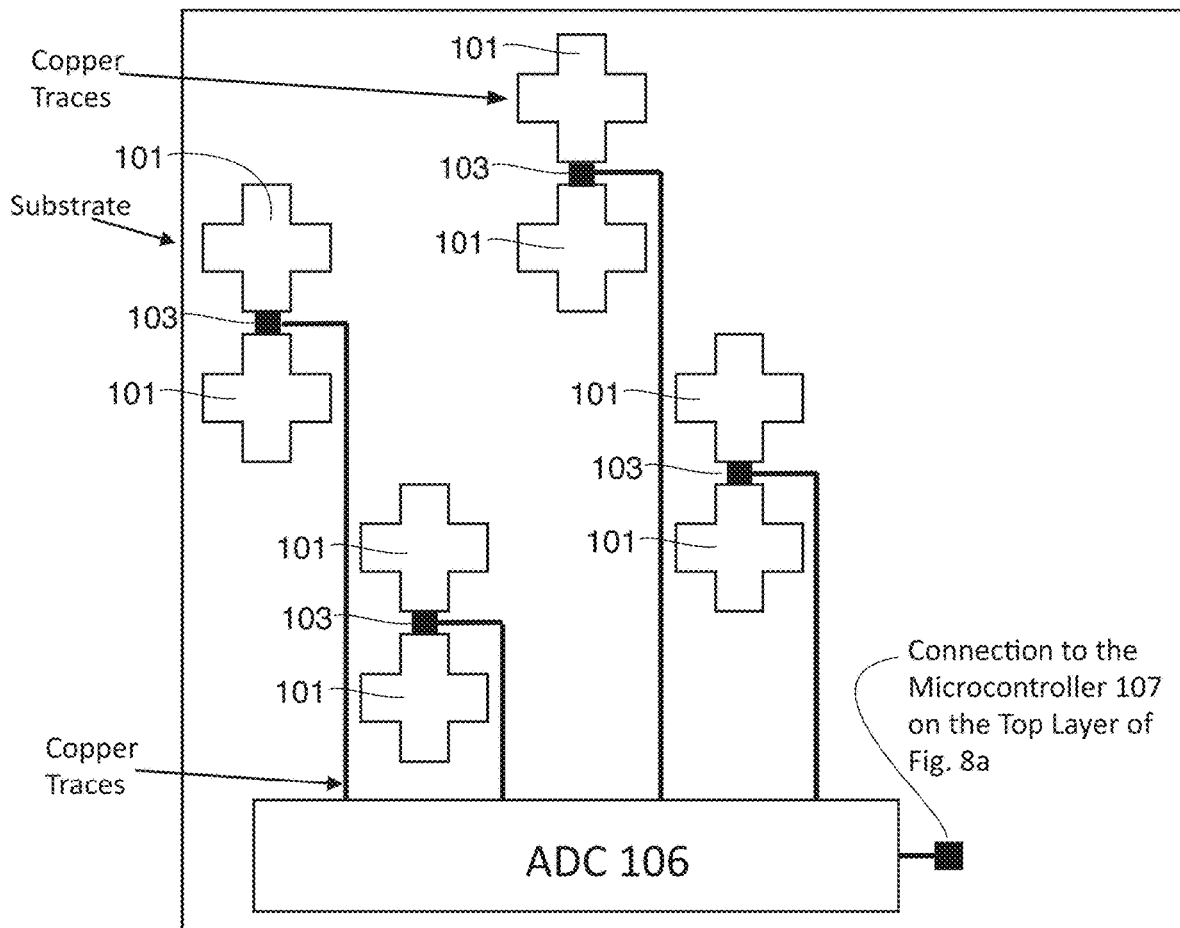 101
Copper
Traces
101
103
Substrate
101
103
101
101
103
101
101
103
101
Connection to the
Microcontroller 107
on the Top Layer of
Fig. 8a
Copper
Traces
ADC 106